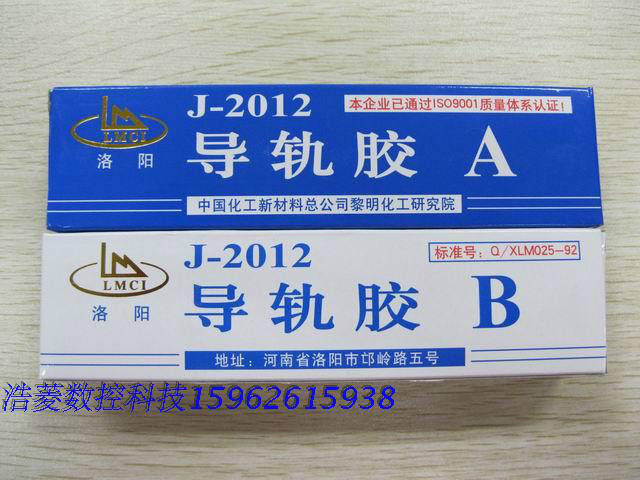 LMCI
洛阳
J-2012
本企业已通过ISO9001质量体系认证!
导轨胶 A
中国化工新材料总公司黎明化工研究院
LMCI
洛阳
J-2012
标准号: Q/XLM025-92
导轨胶 B
地址: 河南省洛阳市邙岭路五号
浩菱数控科技15962615938